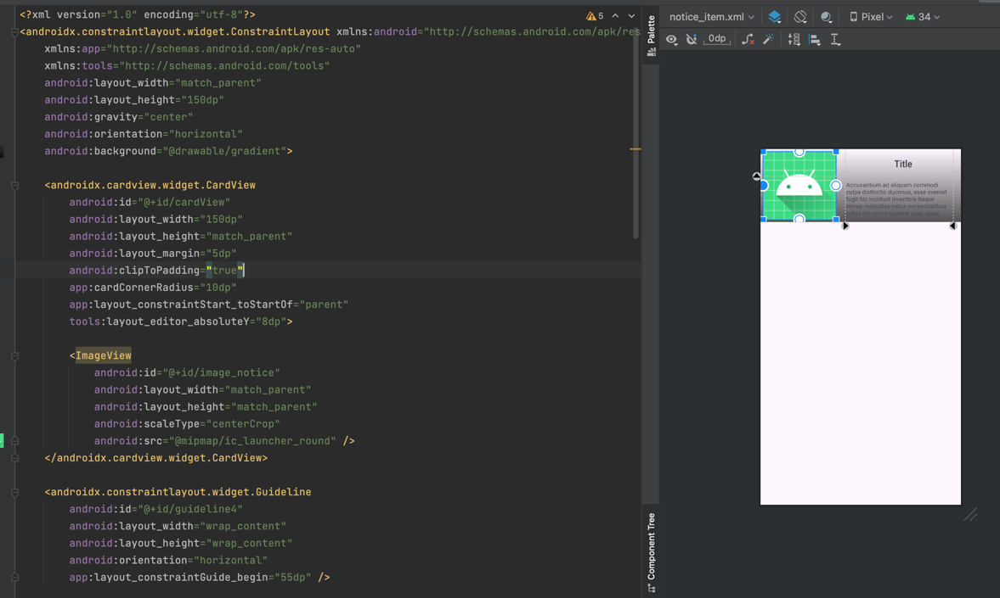 <?xml version="1.0" encoding="utf-8"?>
5
<androidx.constraintlayout.widget.ConstraintLayout xmlns:android="http://schemas.android.com/apk/res
xmlns:app="http://schemas.android.com/apk/res-auto"
xmlns:tools="http://schemas.android.com/tools"
android:layout_width="match_parent"
android:layout_height="150dp"
android:gravity="center"
android:orientation="horizontal"
android:background="@drawable/gradient">
<androidx.cardview.widget.CardView
android:id="@+id/cardView"
android:layout_width="150dp"
android:layout_height="match_parent"
android:layout_margin="5dp"
android:clipToPadding="true"
app:cardCornerRadius="10dp"
app:layout_constraintStart_toStartOf="parent"
tools:layout_editor_absoluteY="8dp">
<ImageView
android:id="@+id/image_notice"
android:layout_width="match_parent"
android:layout_height="match_parent"
android:scaleType="centerCrop"
android:src="@mipmap/ic_launcher_round" />
</androidx.cardview.widget.CardView>
<androidx.constraintlayout.widget.Guideline
android:id="@+id/guideline4"
android:layout_width="wrap_content"
android:layout_height="wrap_content"
android:orientation="horizontal"
app:layout_constraintGuide_begin="55dp" />
Palette
Component Tree
notice_item.xml
Pixel
34
0dp
Title
Accusantium ad aliquam commodi
culpa distinctio ducimus, esse eveniet
fugit hic incidunt inventore itaque
minus molestias natus necessitatibus